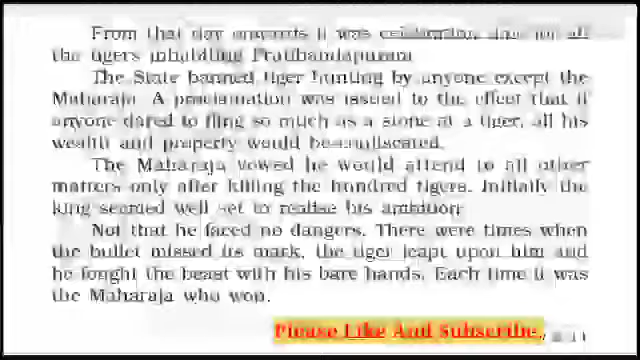 From that day onwards it was celebration time for all
the tigers inhabiting Pratibandapuram.
The State banned tiger hunting by anyone except the
Maharaja. A proclamation was issued to the effect that if
anyone dared to fling so much as a stone at a tiger, all his
wealth and property would be confiscated.
The Maharaja vowed he would attend to all other
matters only after killing the hundred tigers. Initially the
king seemed well set to realise his ambition.
Not that he faced no dangers. There were times when
the bullet missed its mark, the tiger leapt upon him and
he fought the beast with his bare hands. Each time it was
the Maharaja who won.
Please Like And Subscribe.